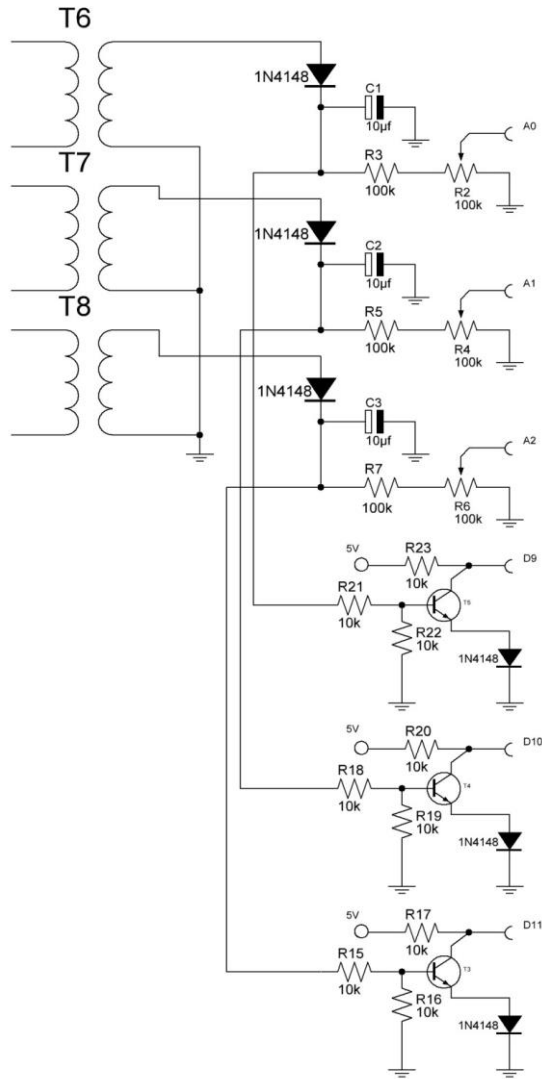 T6
1N4148
C1
10µf
A0
R3
100k
R2
100k
T7
1N4148
C2
10µf
A1
R5
100k
R4
100k
T8
1N4148
C3
10µf
A2
R7
100k
R6
100k
5V
R23
10k
D9
R21
10k
T5
R22
10k
1N4148
5V
R20
10k
D10
R18
10k
T4
R19
10k
1N4148
5V
R17
10k
D11
R15
10k
T3
R16
10k
1N4148